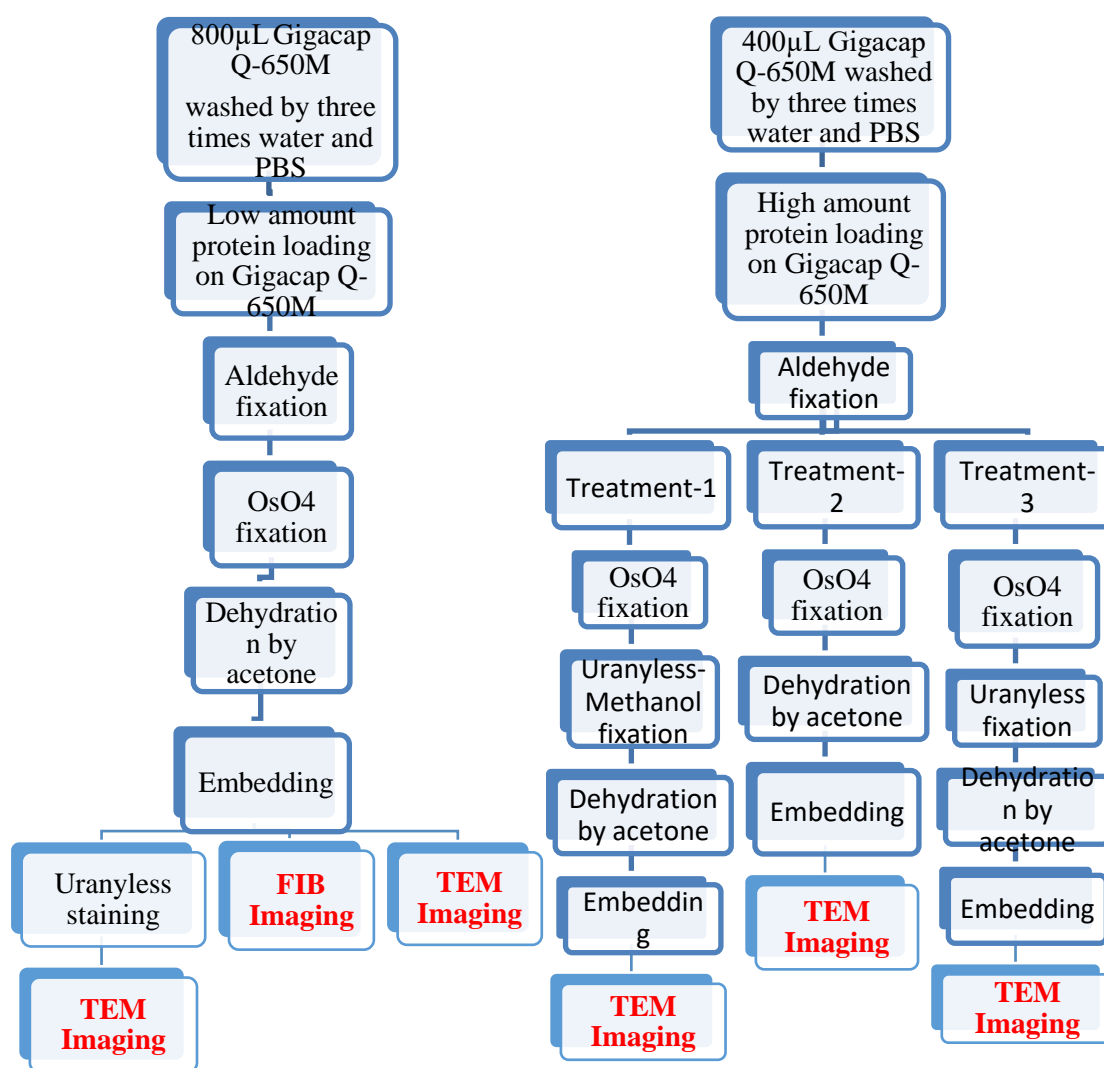 800µL Gigacap
Q-650M
washed by three
times water and
PBS
Low amount
protein loading
on Gigacap Q-
650M
Aldehyde
fixation
OsO4
fixation
Dehydratio
n by
acetone
Embedding
Uranyless
staining
TEM
Imaging
FIB
Imaging
TEM
Imaging
400µL Gigacap
Q-650M washed
by three times
water and PBS
High amount
protein loading
on Gigacap Q-
650M
Aldehyde
fixation
Treatment-1
OsO4
fixation
Uranyless-
Methanol
fixation
Dehydration
by acetone
Embeddin
g
TEM
Imaging
Treatment-
2
OsO4
fixation
Dehydration
by acetone
Embedding
TEM
Imaging
Treatment-
3
OsO4
fixation
Uranyless
fixation
Dehydratio
n by
acetone
Embedding
TEM
Imaging